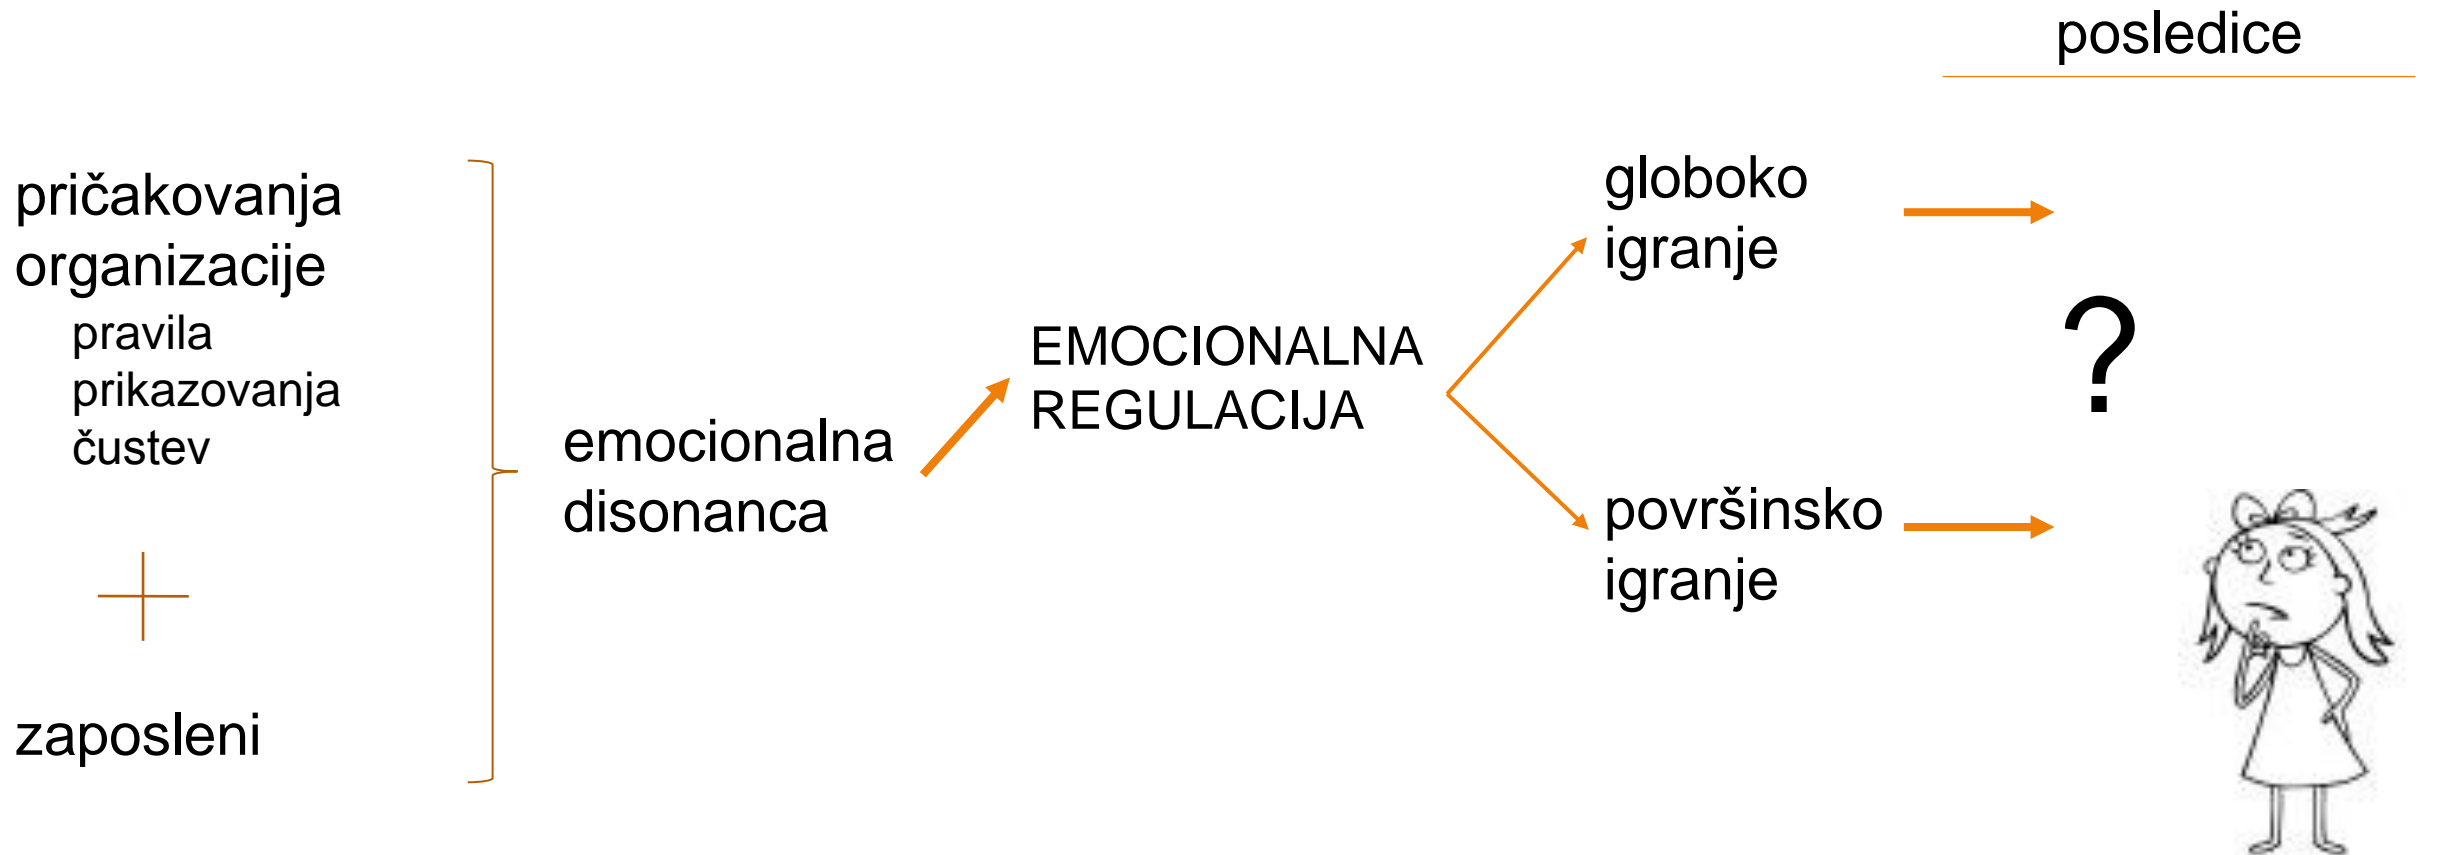 posledice
pričakovanja
organizacije
pravila
prikazovanja
čustev
zaposleni
emocionalna
disonanca
EMOCIONALNA
REGULACIJA
globoko
igranje
?
površinsko
igranje